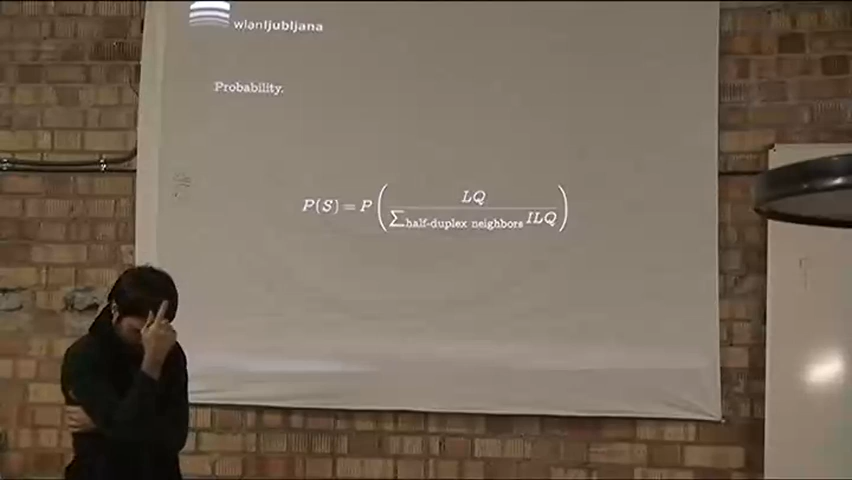 wlanljubljana
Probability.
P(S) = P ( LQ / ∑half-duplex neighbors ILQ )